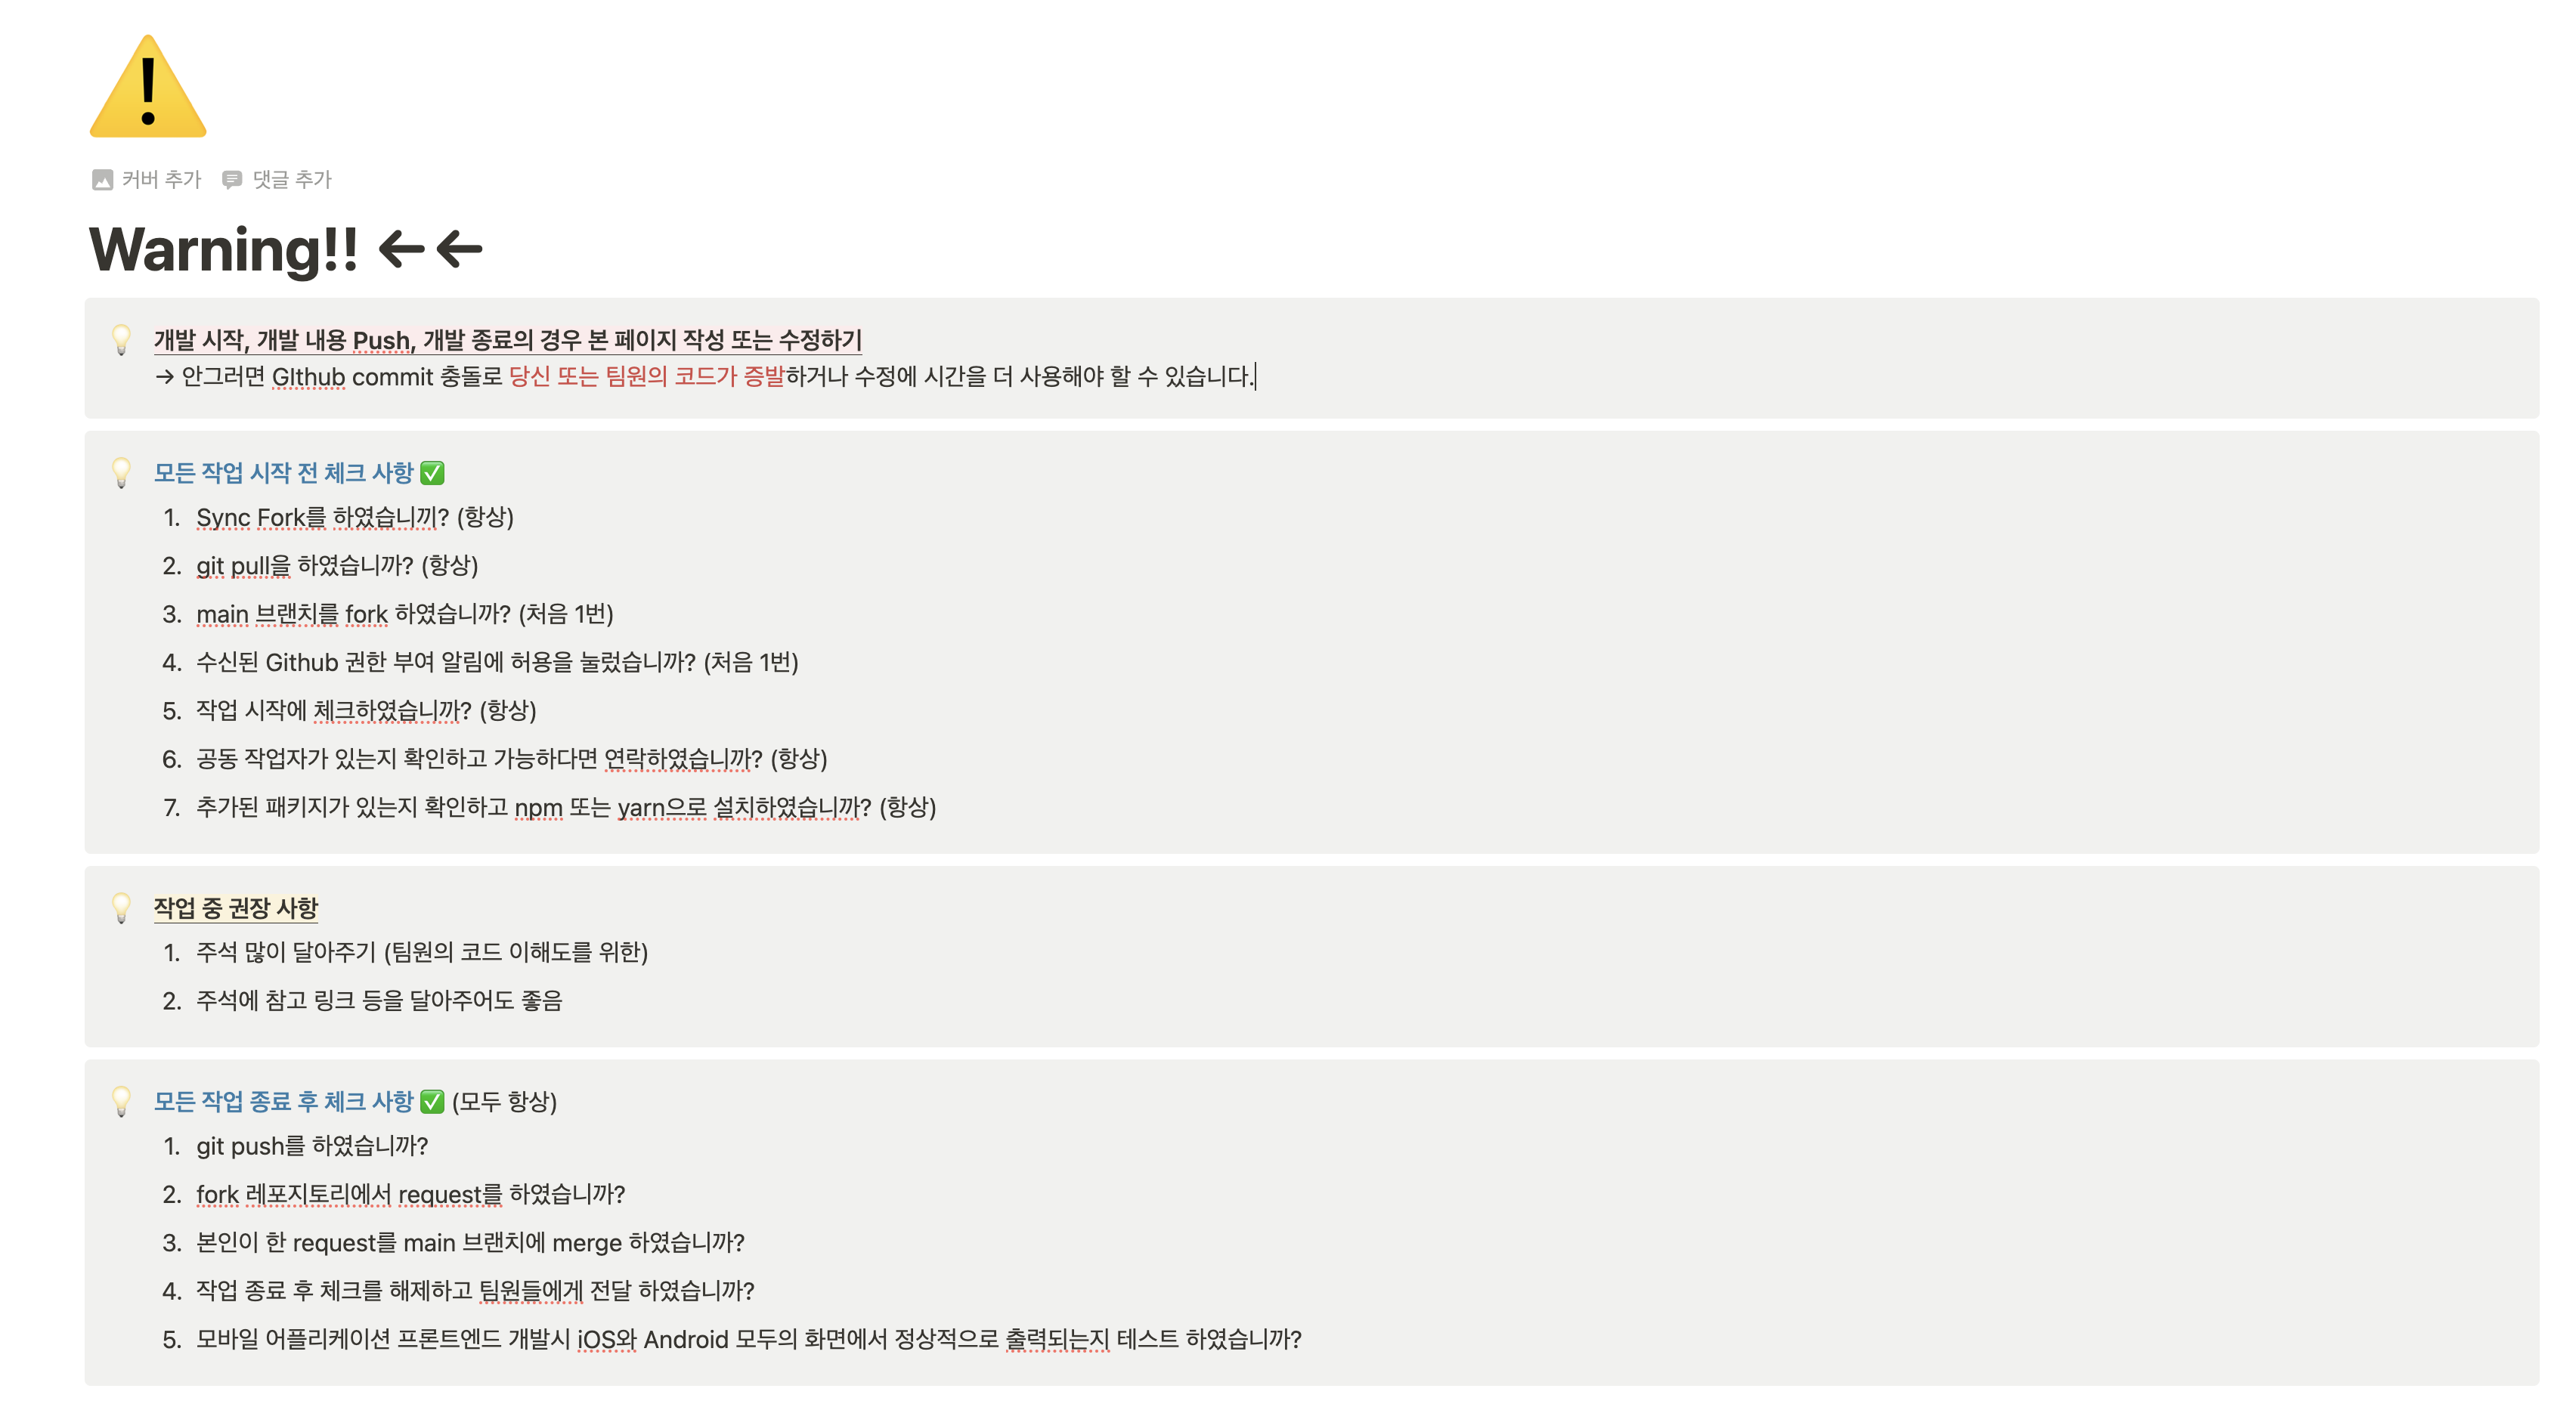 커버 추가 댓글 추가
Warning!! ←←
개발 시작, 개발 내용 Push, 개발 종료의 경우 본 페이지 작성 또는 수정하기
→ 안그러면 GIthub commit 충돌로 당신 또는 팀원의 코드가 증발하거나 수정에 시간을 더 사용해야 할 수 있습니다.
모든 작업 시작 전 체크 사항 ✅
1. Sync Fork를 하였습니끼? (항상)
2. git pull을 하였습니까? (항상)
3. main 브랜치를 fork 하였습니까? (처음 1번)
4. 수신된 Github 권한 부여 알림에 허용을 눌렀습니까? (처음 1번)
5. 작업 시작에 체크하였습니까? (항상)
6. 공동 작업자가 있는지 확인하고 가능하다면 연락하였습니까? (항상)
7. 추가된 패키지가 있는지 확인하고 npm 또는 yarn으로 설치하였습니까? (항상)
작업 중 권장 사항
1. 주석 많이 달아주기 (팀원의 코드 이해도를 위한)
2. 주석에 참고 링크 등을 달아주어도 좋음
모든 작업 종료 후 체크 사항 ✅ (모두 항상)
1. git push를 하였습니까?
2. fork 레포지토리에서 request를 하였습니까?
3. 본인이 한 request를 main 브랜치에 merge 하였습니까?
4. 작업 종료 후 체크를 해제하고 팀원들에게 전달 하였습니까?
5. 모바일 어플리케이션 프론트엔드 개발시 iOS와 Android 모두의 화면에서 정상적으로 출력되는지 테스트 하였습니까?